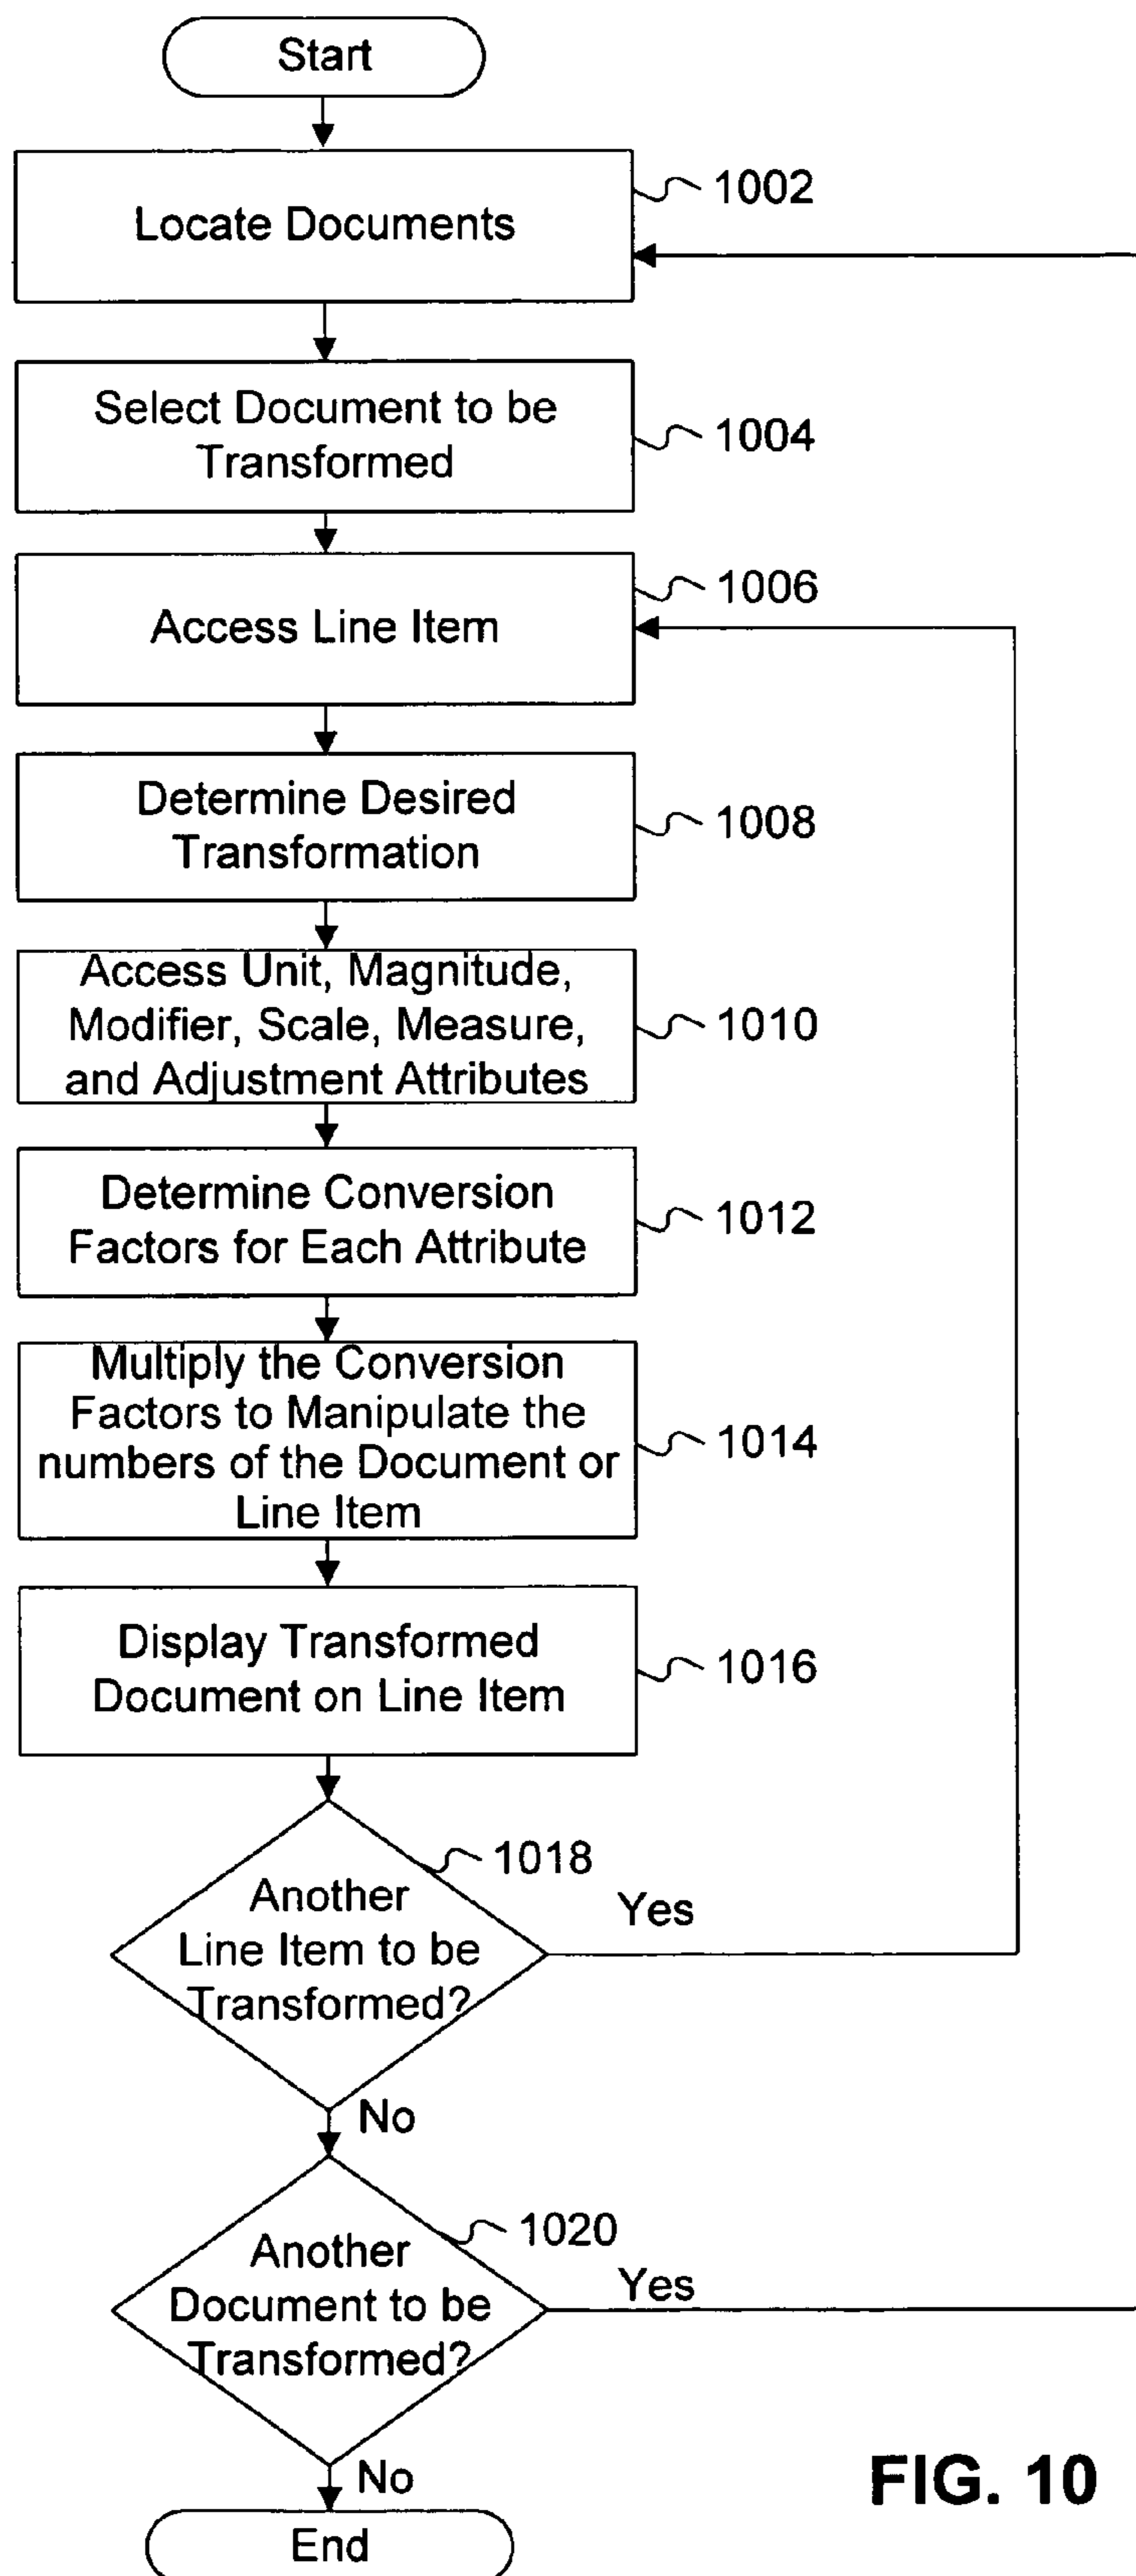 Start
Locate Documents
1002
Select Document to be
Transformed
1004
Access Line Item
1006
Determine Desired
Transformation
1008
Access Unit, Magnitude,
Modifier, Scale, Measure,
and Adjustment Attributes
1010
Determine Conversion
Factors for Each Attribute
1012
Multiply the Conversion
Factors to Manipulate the
numbers of the Document or
Line Item
1014
Display Transformed
Document on Line Item
1016
Another
Line Item to be
Transformed?
1018
Yes
No
Another
Document to be
Transformed?
1020
Yes
No
End
FIG. 10